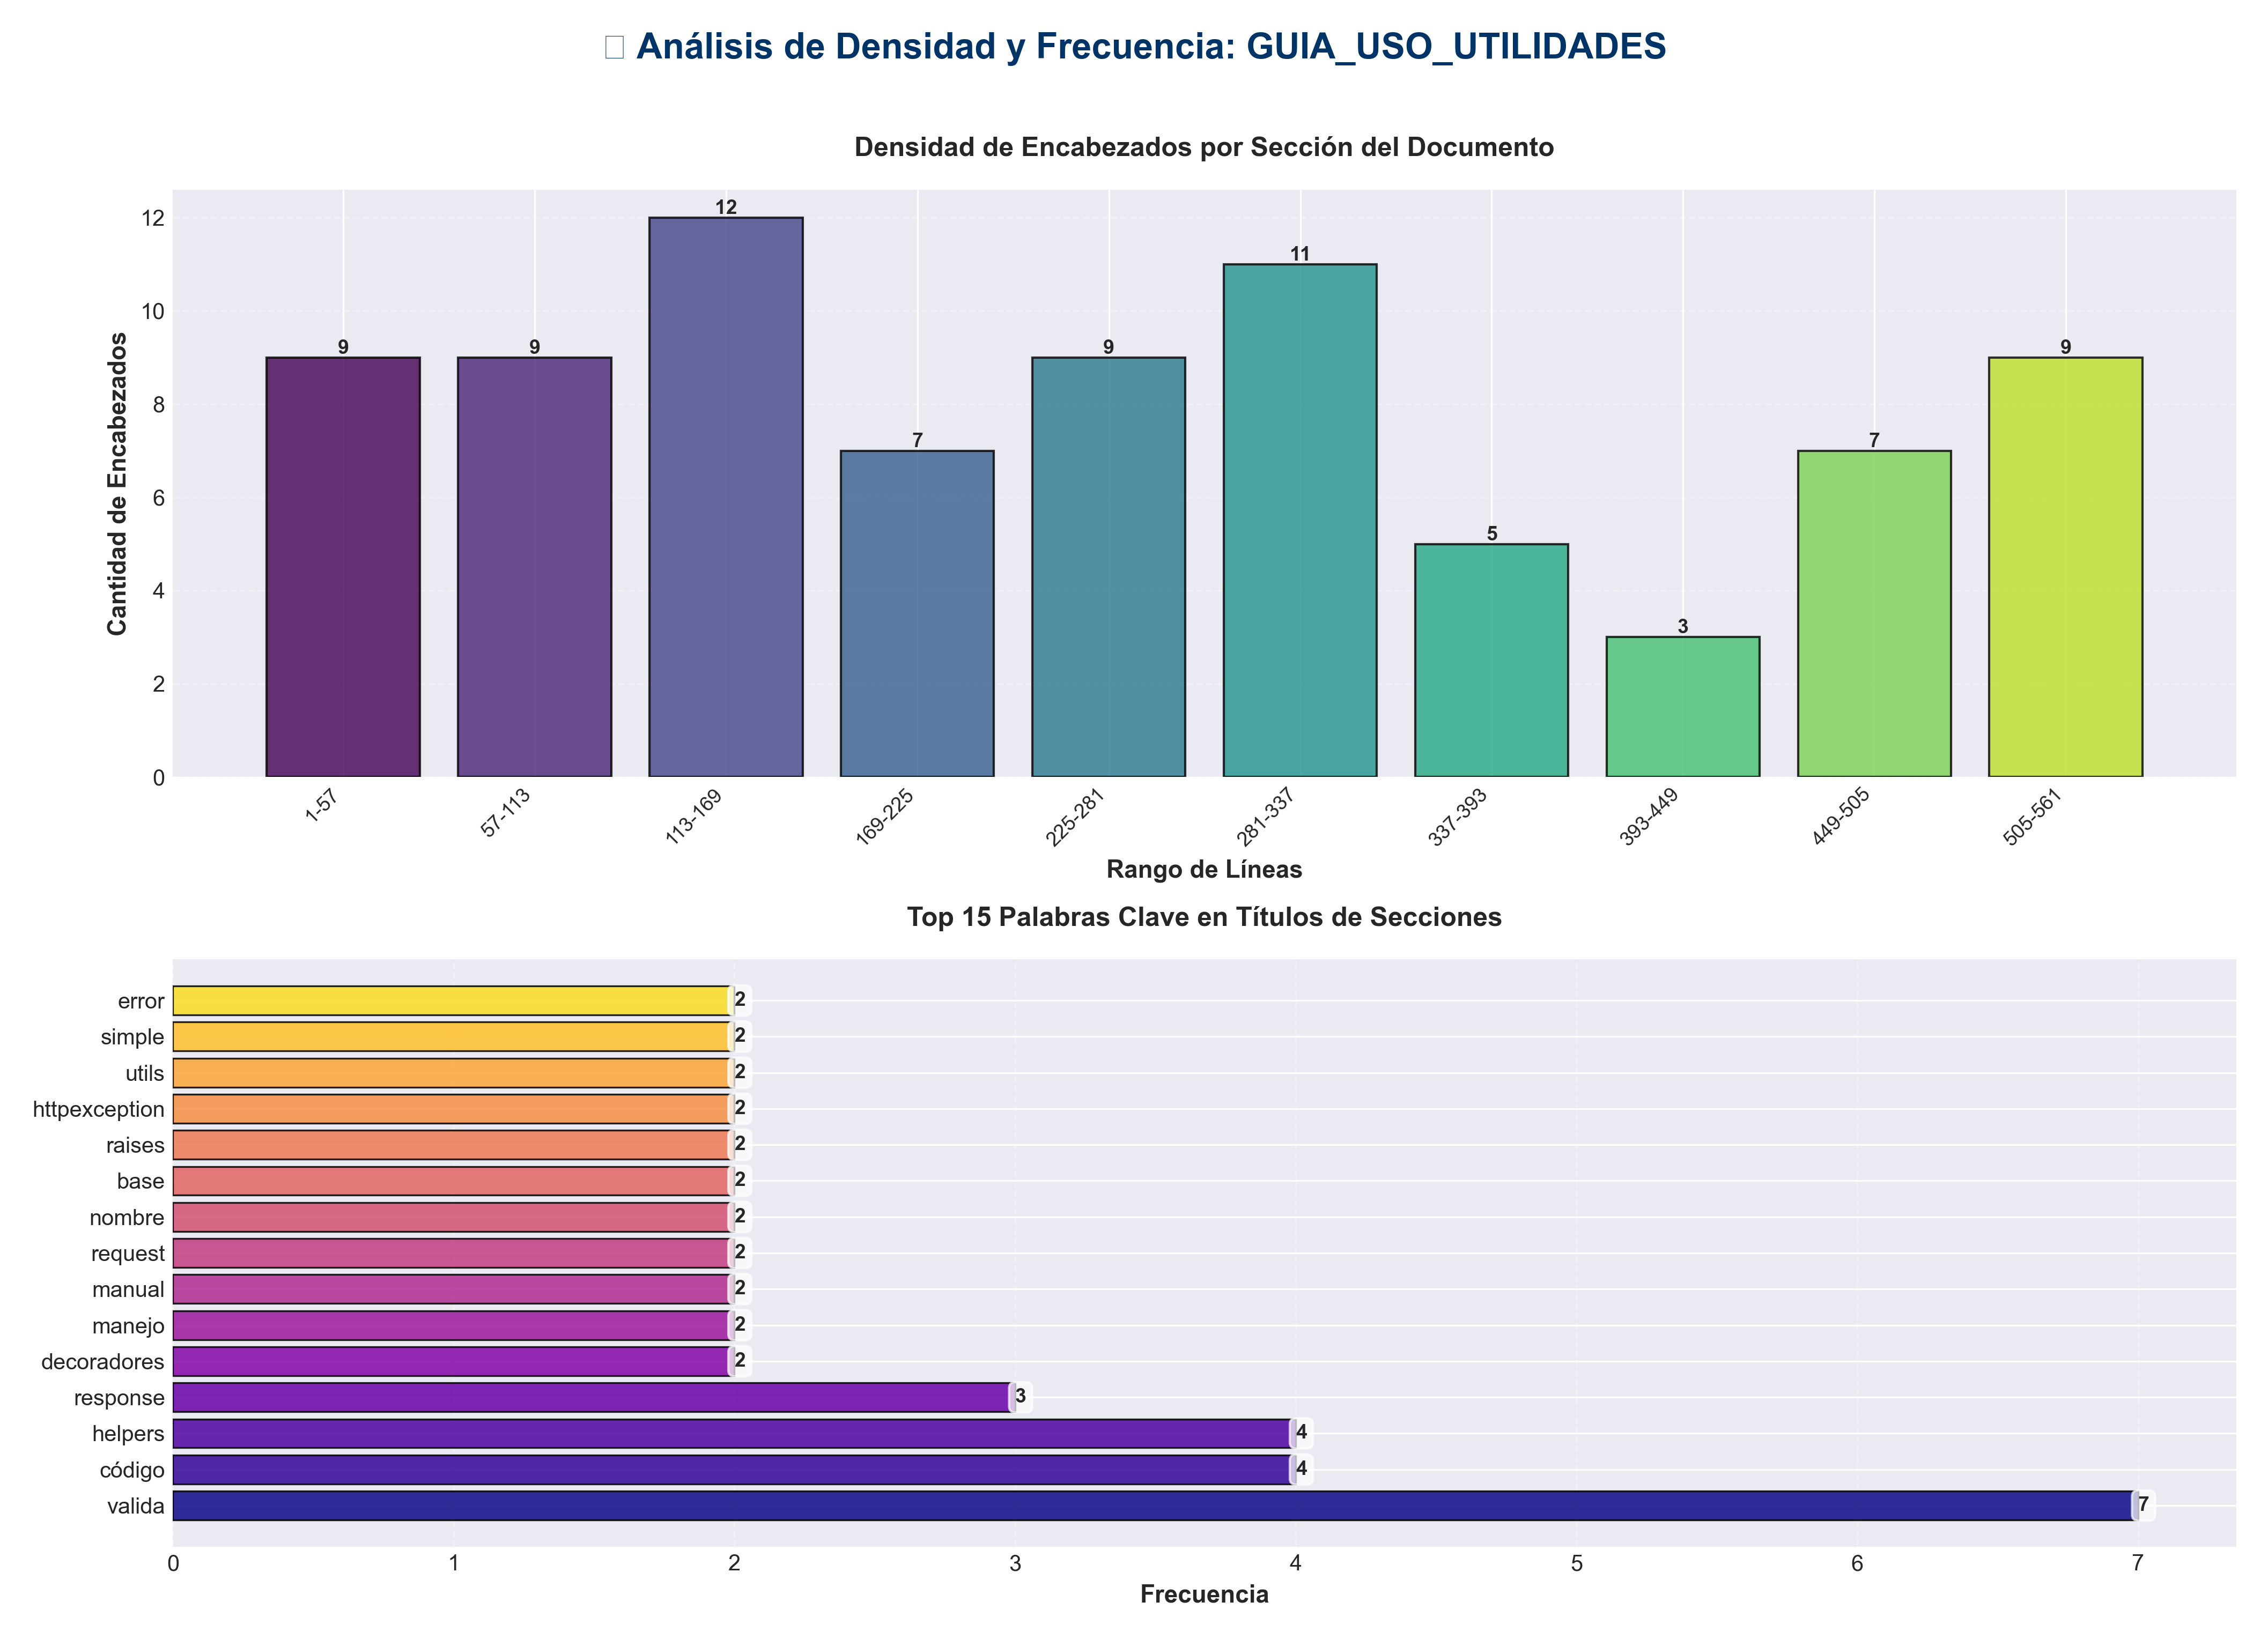 Análisis de Densidad y Frecuencia: GUIA_USO_UTILIDADES
Densidad de Encabezados por Sección del Documento
Cantidad de Encabezados
12
10
8
6
4
2
0
9
9
12
7
9
11
5
3
7
9
1-57
57-113
113-169
169-225
225-281
281-337
337-393
393-449
449-505
505-561
Rango de Líneas
Top 15 Palabras Clave en Títulos de Secciones
error 2
simple 2
utils 2
httpexception 2
raises 2
base 2
nombre 2
request 2
manual 2
manejo 2
decoradores 2
response 3
helpers 4
código 4
valida 7
0 1 2 3 4 5 6 7
Frecuencia